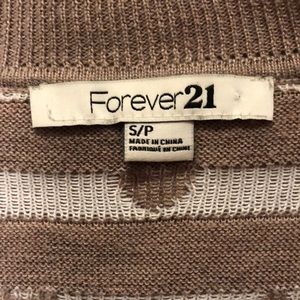 Forever21
S/P
MADE IN CHINA
FABRIQUÉ EN CHINE